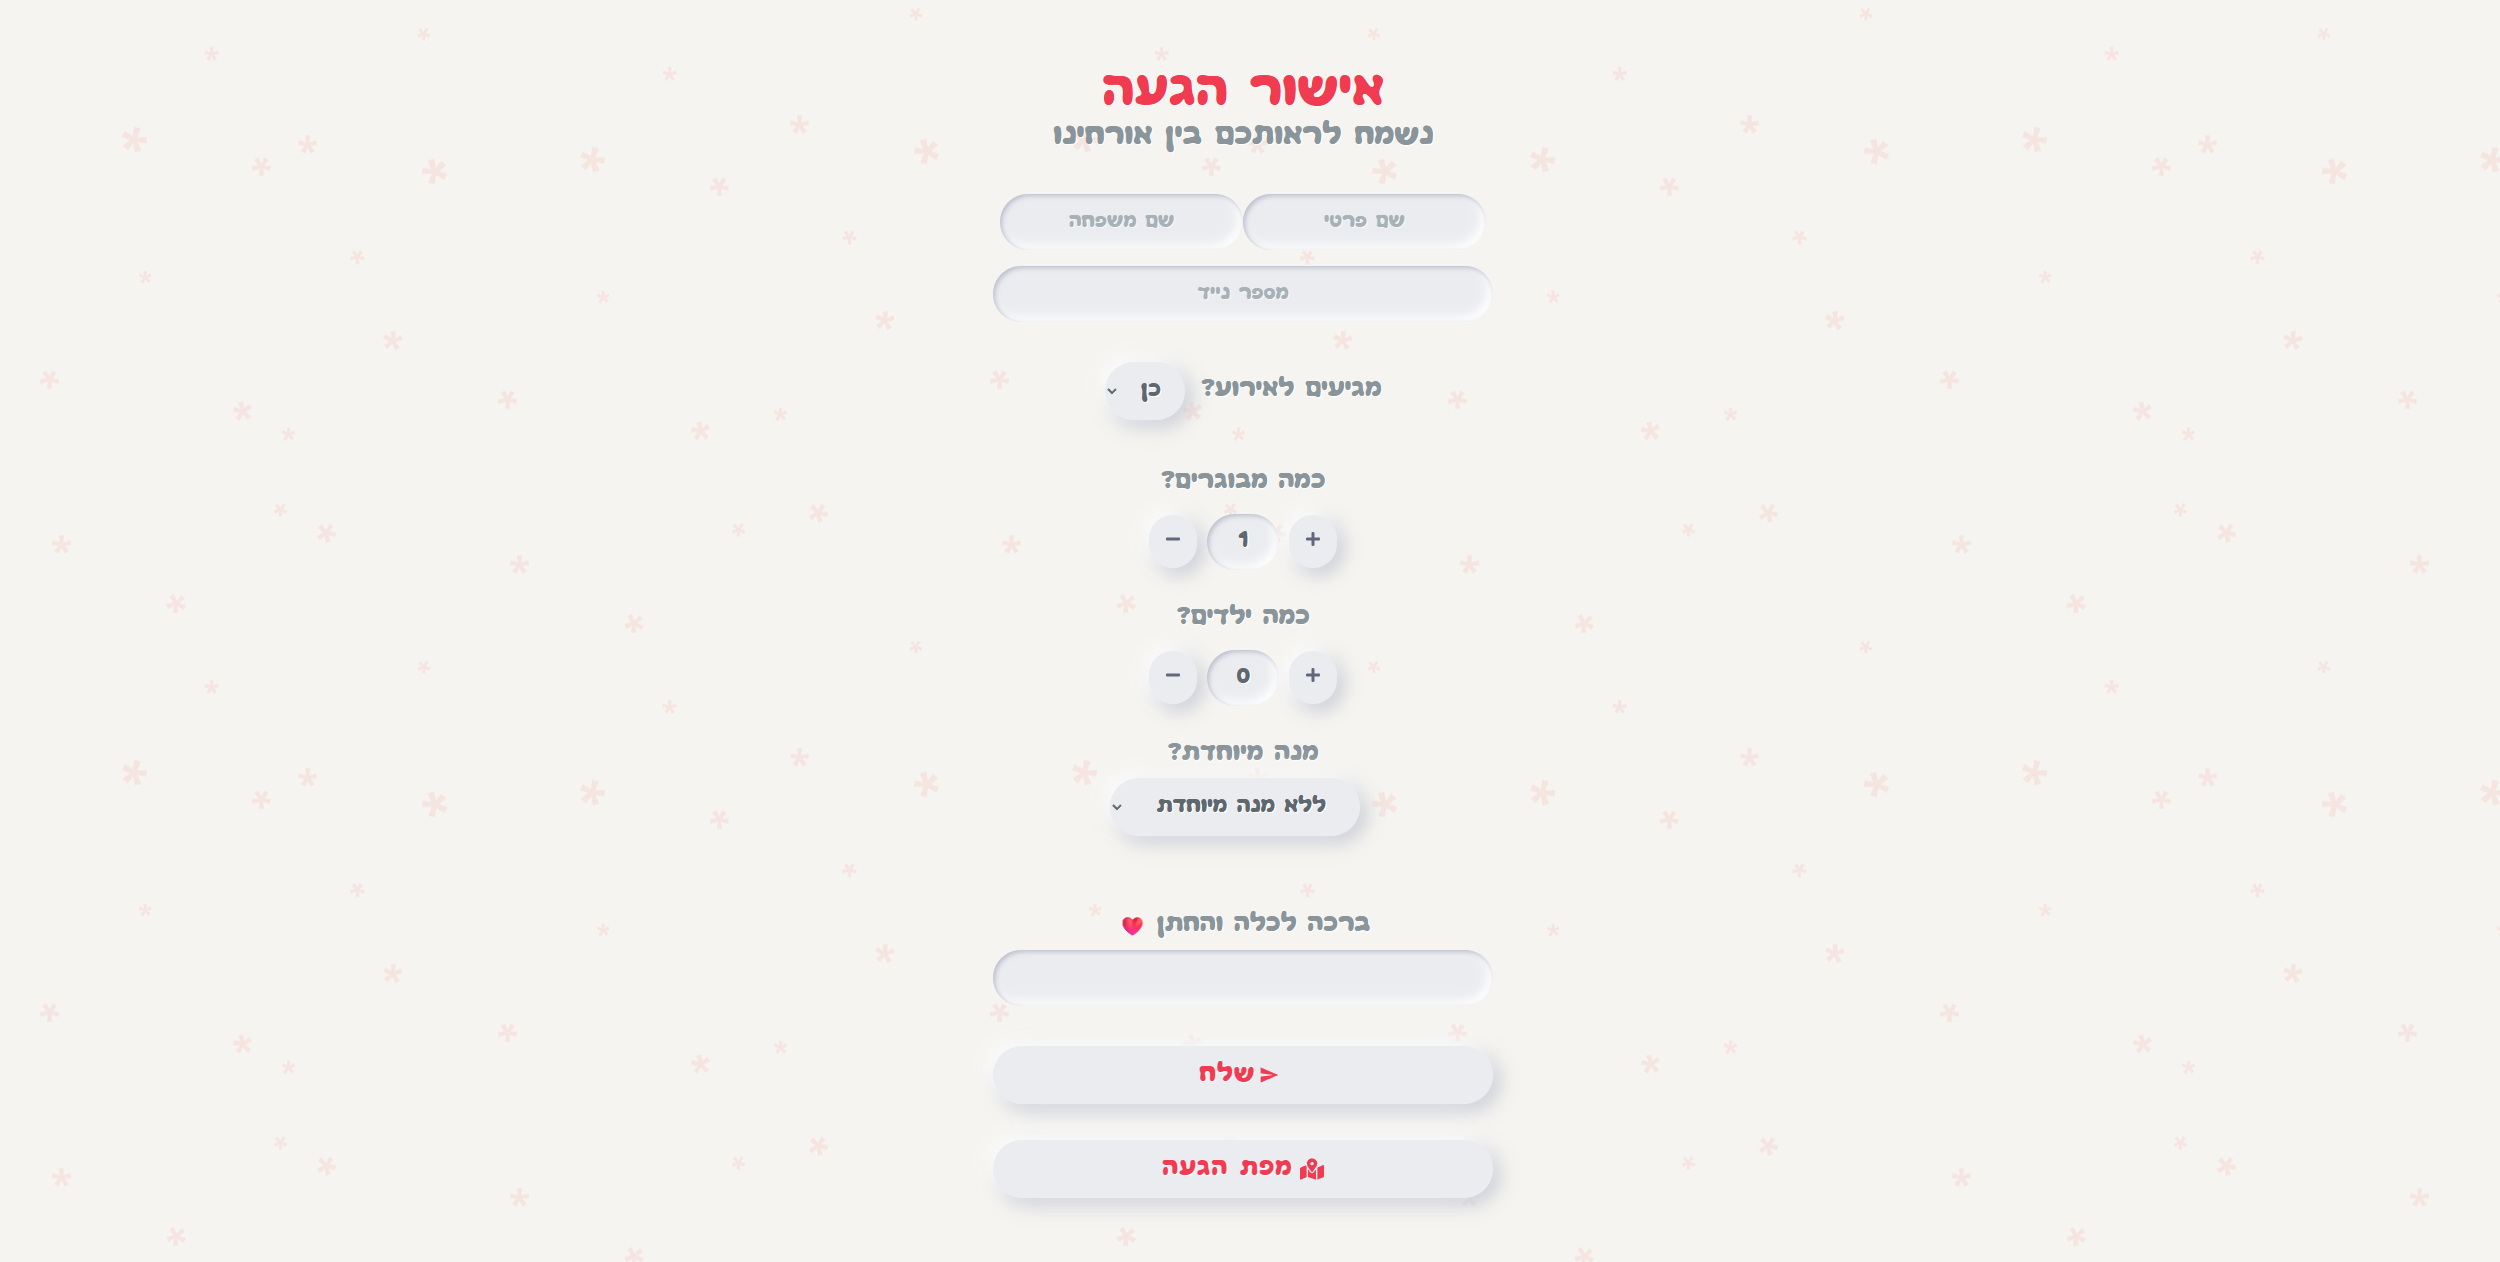 אישור הגעה
נשמח לראותכם בין אורחינו
שם פרטי
שם משפחה
מספר נייד
מגיעים לאירוע?
כן
כמה מבוגרים?
+ 1 −
כמה ילדים?
+ 0 −
מנה מיוחדת?
ללא מנה מיוחדת
ברכה לכלה והחתן
שלח
מפת הגעה